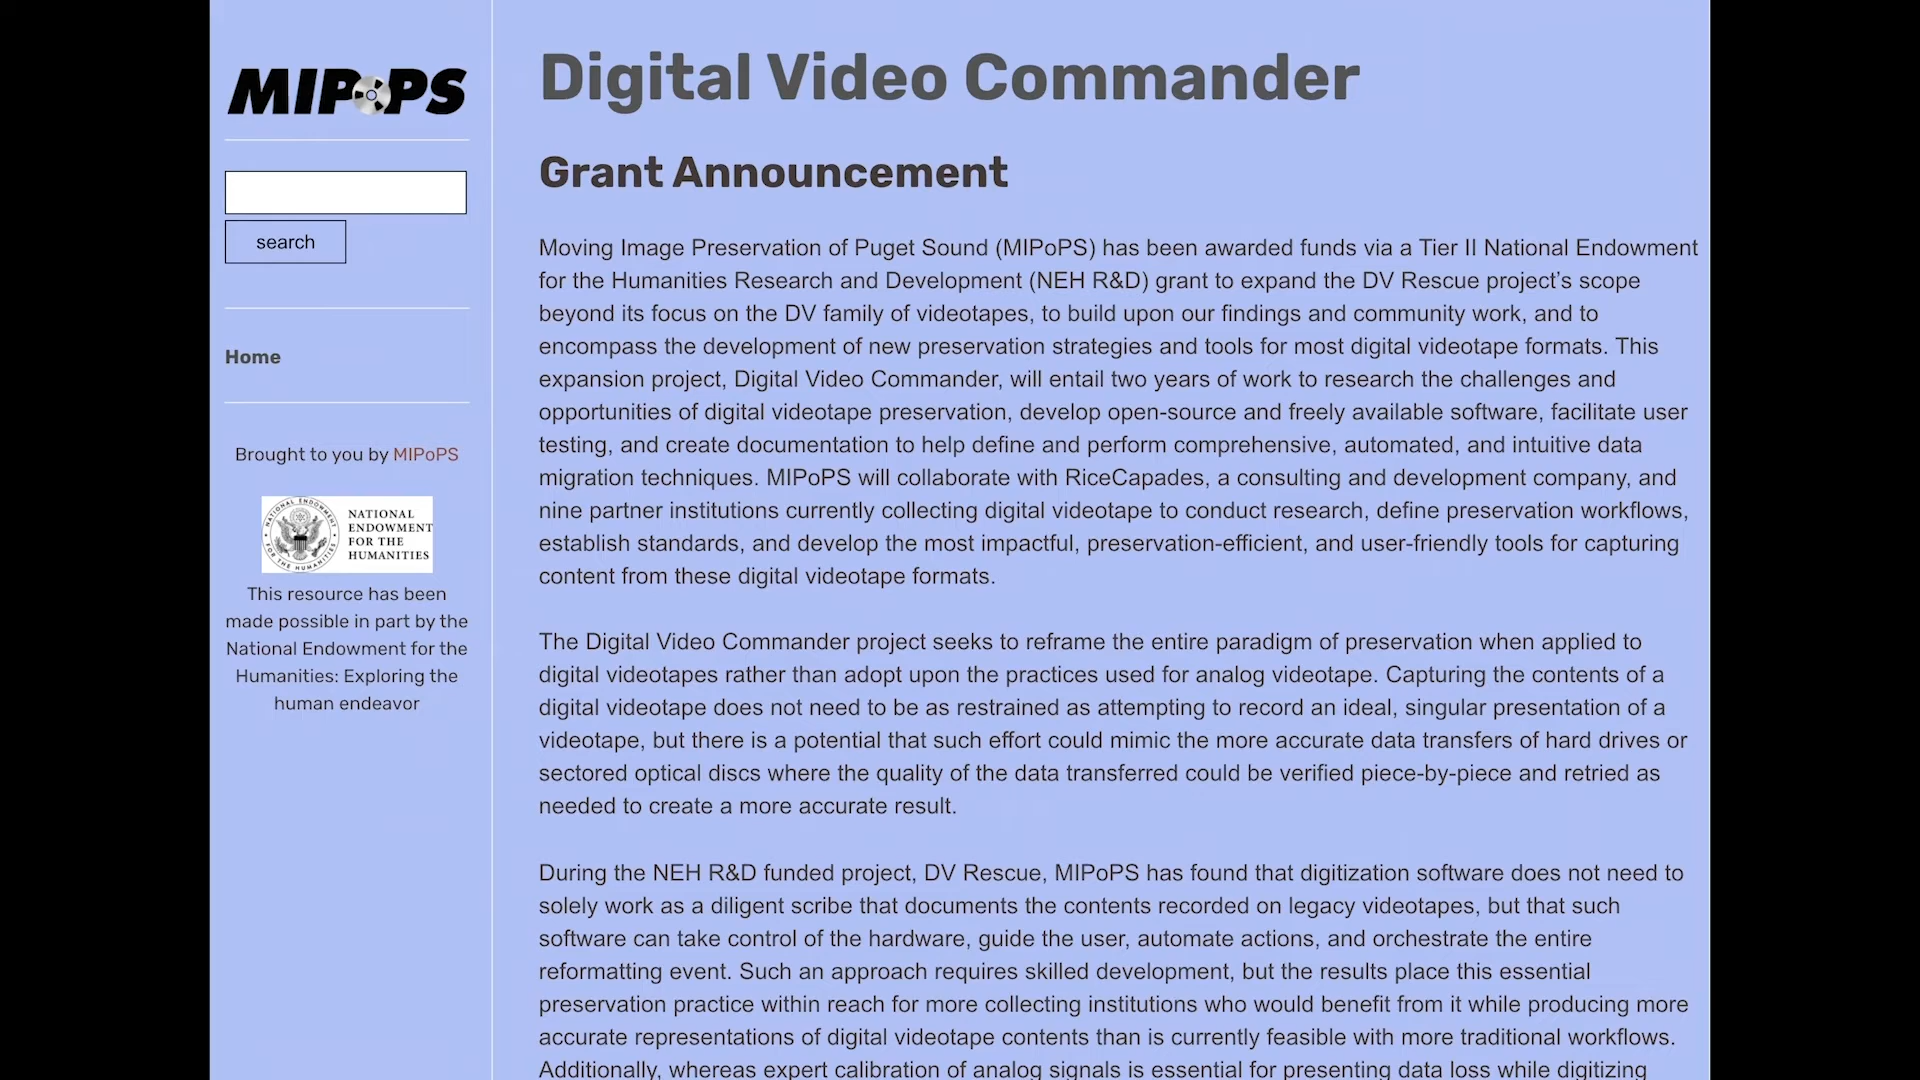 MIPOPS
search
Home
Brought to you by MIPoPS
NATIONAL ENDOWMENT FOR THE HUMANITIES
NATIONAL
ENDOWMENT
FOR THE
HUMANITIES
This resource has been
made possible in part by the
National Endowment for the
Humanities: Exploring the
human endeavor
Digital Video Commander
Grant Announcement
Moving Image Preservation of Puget Sound (MIPoPS) has been awarded funds via a Tier II National Endowment
for the Humanities Research and Development (NEH R&D) grant to expand the DV Rescue project’s scope
beyond its focus on the DV family of videotapes, to build upon our findings and community work, and to
encompass the development of new preservation strategies and tools for most digital videotape formats. This
expansion project, Digital Video Commander, will entail two years of work to research the challenges and
opportunities of digital videotape preservation, develop open-source and freely available software, facilitate user
testing, and create documentation to help define and perform comprehensive, automated, and intuitive data
migration techniques. MIPoPS will collaborate with RiceCapades, a consulting and development company, and
nine partner institutions currently collecting digital videotape to conduct research, define preservation workflows,
establish standards, and develop the most impactful, preservation-efficient, and user-friendly tools for capturing
content from these digital videotape formats.
The Digital Video Commander project seeks to reframe the entire paradigm of preservation when applied to
digital videotapes rather than adopt upon the practices used for analog videotape. Capturing the contents of a
digital videotape does not need to be as restrained as attempting to record an ideal, singular presentation of a
videotape, but there is a potential that such effort could mimic the more accurate data transfers of hard drives or
sectored optical discs where the quality of the data transferred could be verified piece-by-piece and retried as
needed to create a more accurate result.
During the NEH R&D funded project, DV Rescue, MIPoPS has found that digitization software does not need to
solely work as a diligent scribe that documents the contents recorded on legacy videotapes, but that such
software can take control of the hardware, guide the user, automate actions, and orchestrate the entire
reformatting event. Such an approach requires skilled development, but the results place this essential
preservation practice within reach for more collecting institutions who would benefit from it while producing more
accurate representations of digital videotape contents than is currently feasible with more traditional workflows.
Additionally, whereas expert calibration of analog signals is essential for presenting data loss while digitizing